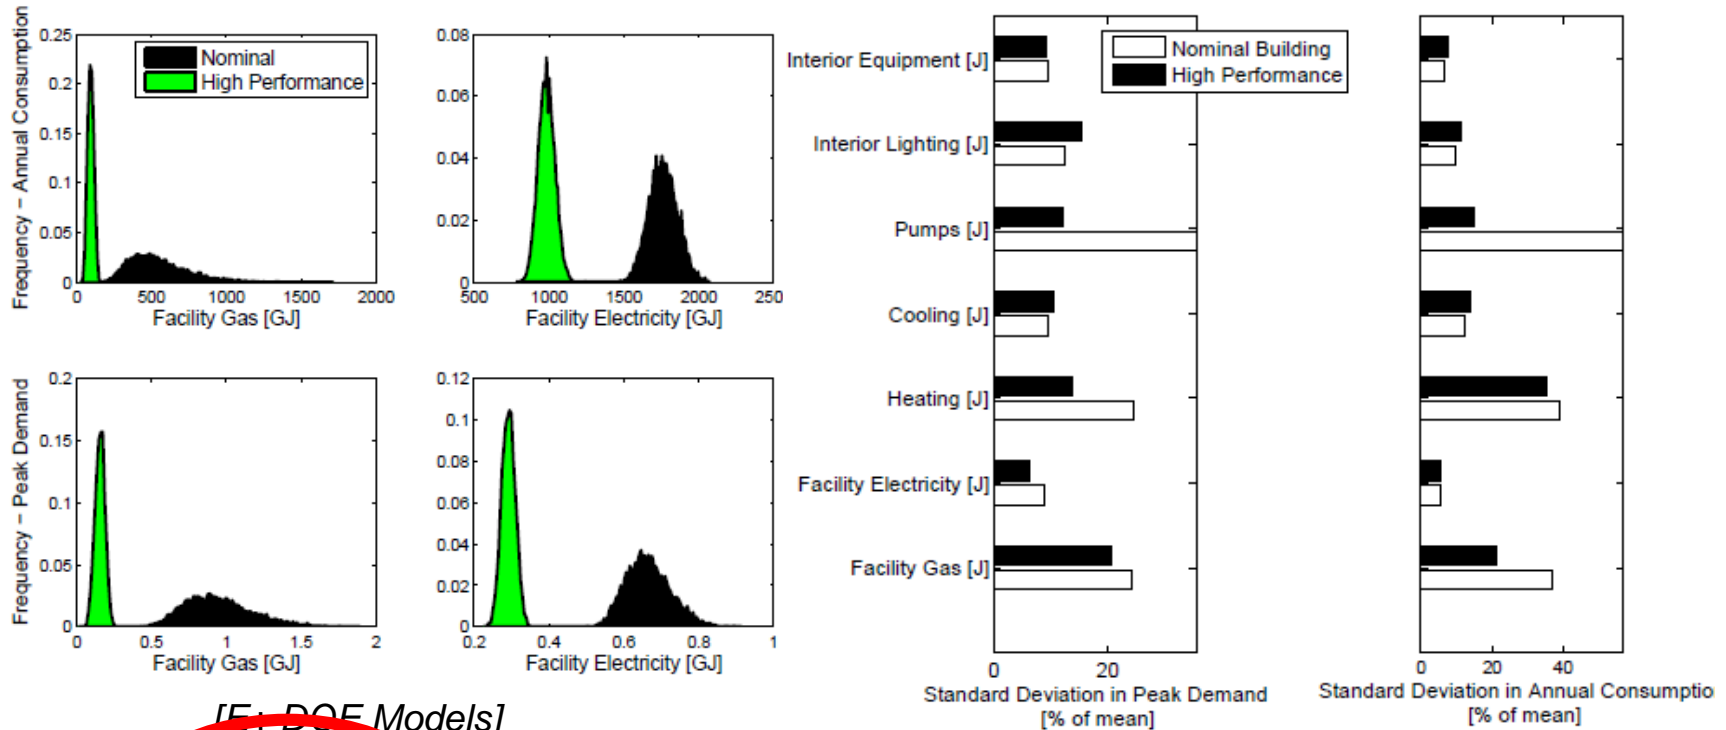 Frequency − Annual Consumption
0.25
0.2
0.15
0.1
0.05
0
Nominal
High Performance
0 500 1000 1500 2000
Facility Gas [GJ]
0.08
0.06
0.04
0.02
0
500 1000 1500 2000 250
Facility Electricity [GJ]
Frequency − Peak Demand
0.2
0.15
0.1
0.05
0
0 0.5 1 1.5 2
Facility Gas [GJ]
0.12
0.1
0.08
0.06
0.04
0.02
0
0.2 0.4 0.6 0.8 1
Facility Electricity [GJ]
Interior Equipment [J]
Interior Lighting [J]
Pumps [J]
Cooling [J]
Heating [J]
Facility Electricity [J]
Facility Gas [J]
Nominal Building
High Performance
0 20
Standard Deviation in Peak Demand
[% of mean]
0 20 40
Standard Deviation in Annual Consumptio
[% of mean]
[E+ DOE Models]